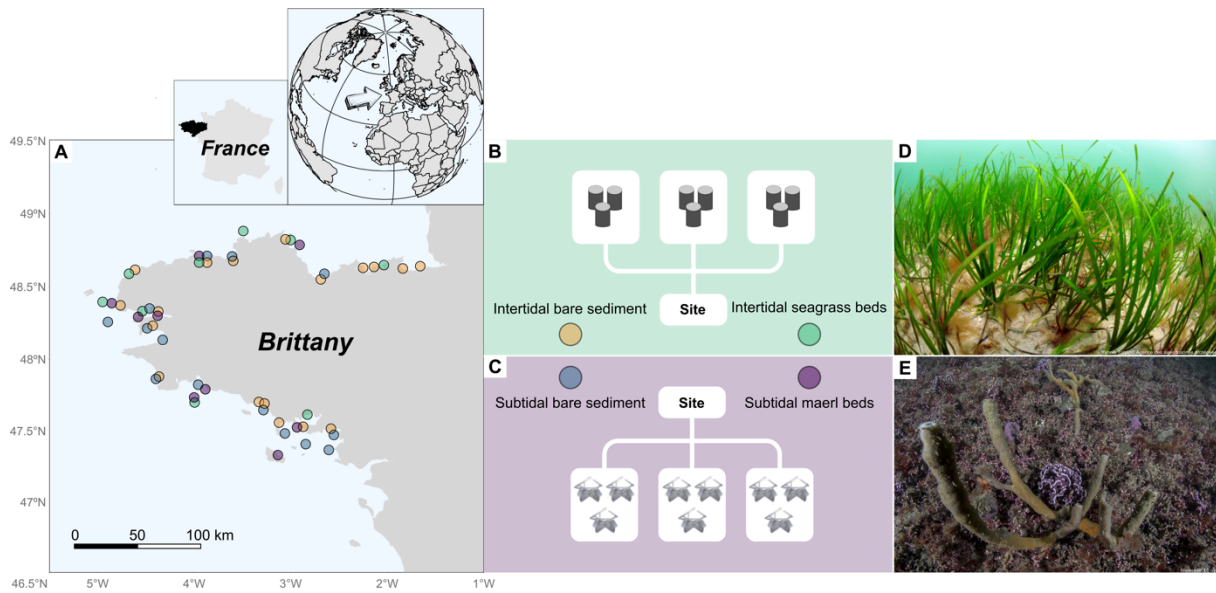 France
49.5°N
A
49°N
48.5°N
48°N
47.5°N
47°N
46.5°N
Brittany
0 50 100 km
5°W 4°W 3°W 2°W 1°W
B
Intertidal bare sediment
Site
Intertidal seagrass beds
C
Subtidal bare sediment
Site
Subtidal maerl beds
D
E